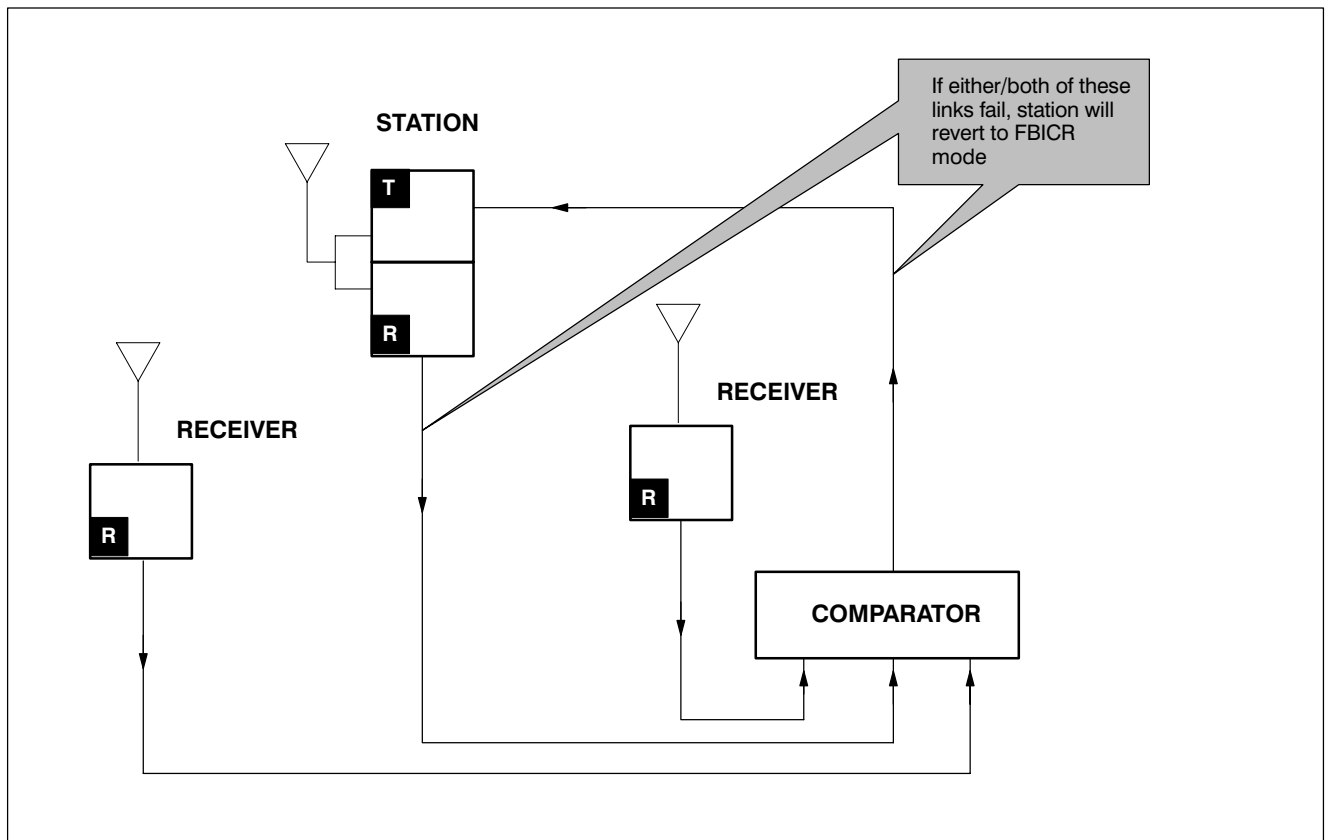 If either/both of these
links fail, station will
revert to FBICR
mode
STATION
T
R
RECEIVER
RECEIVER
R
R
COMPARATOR